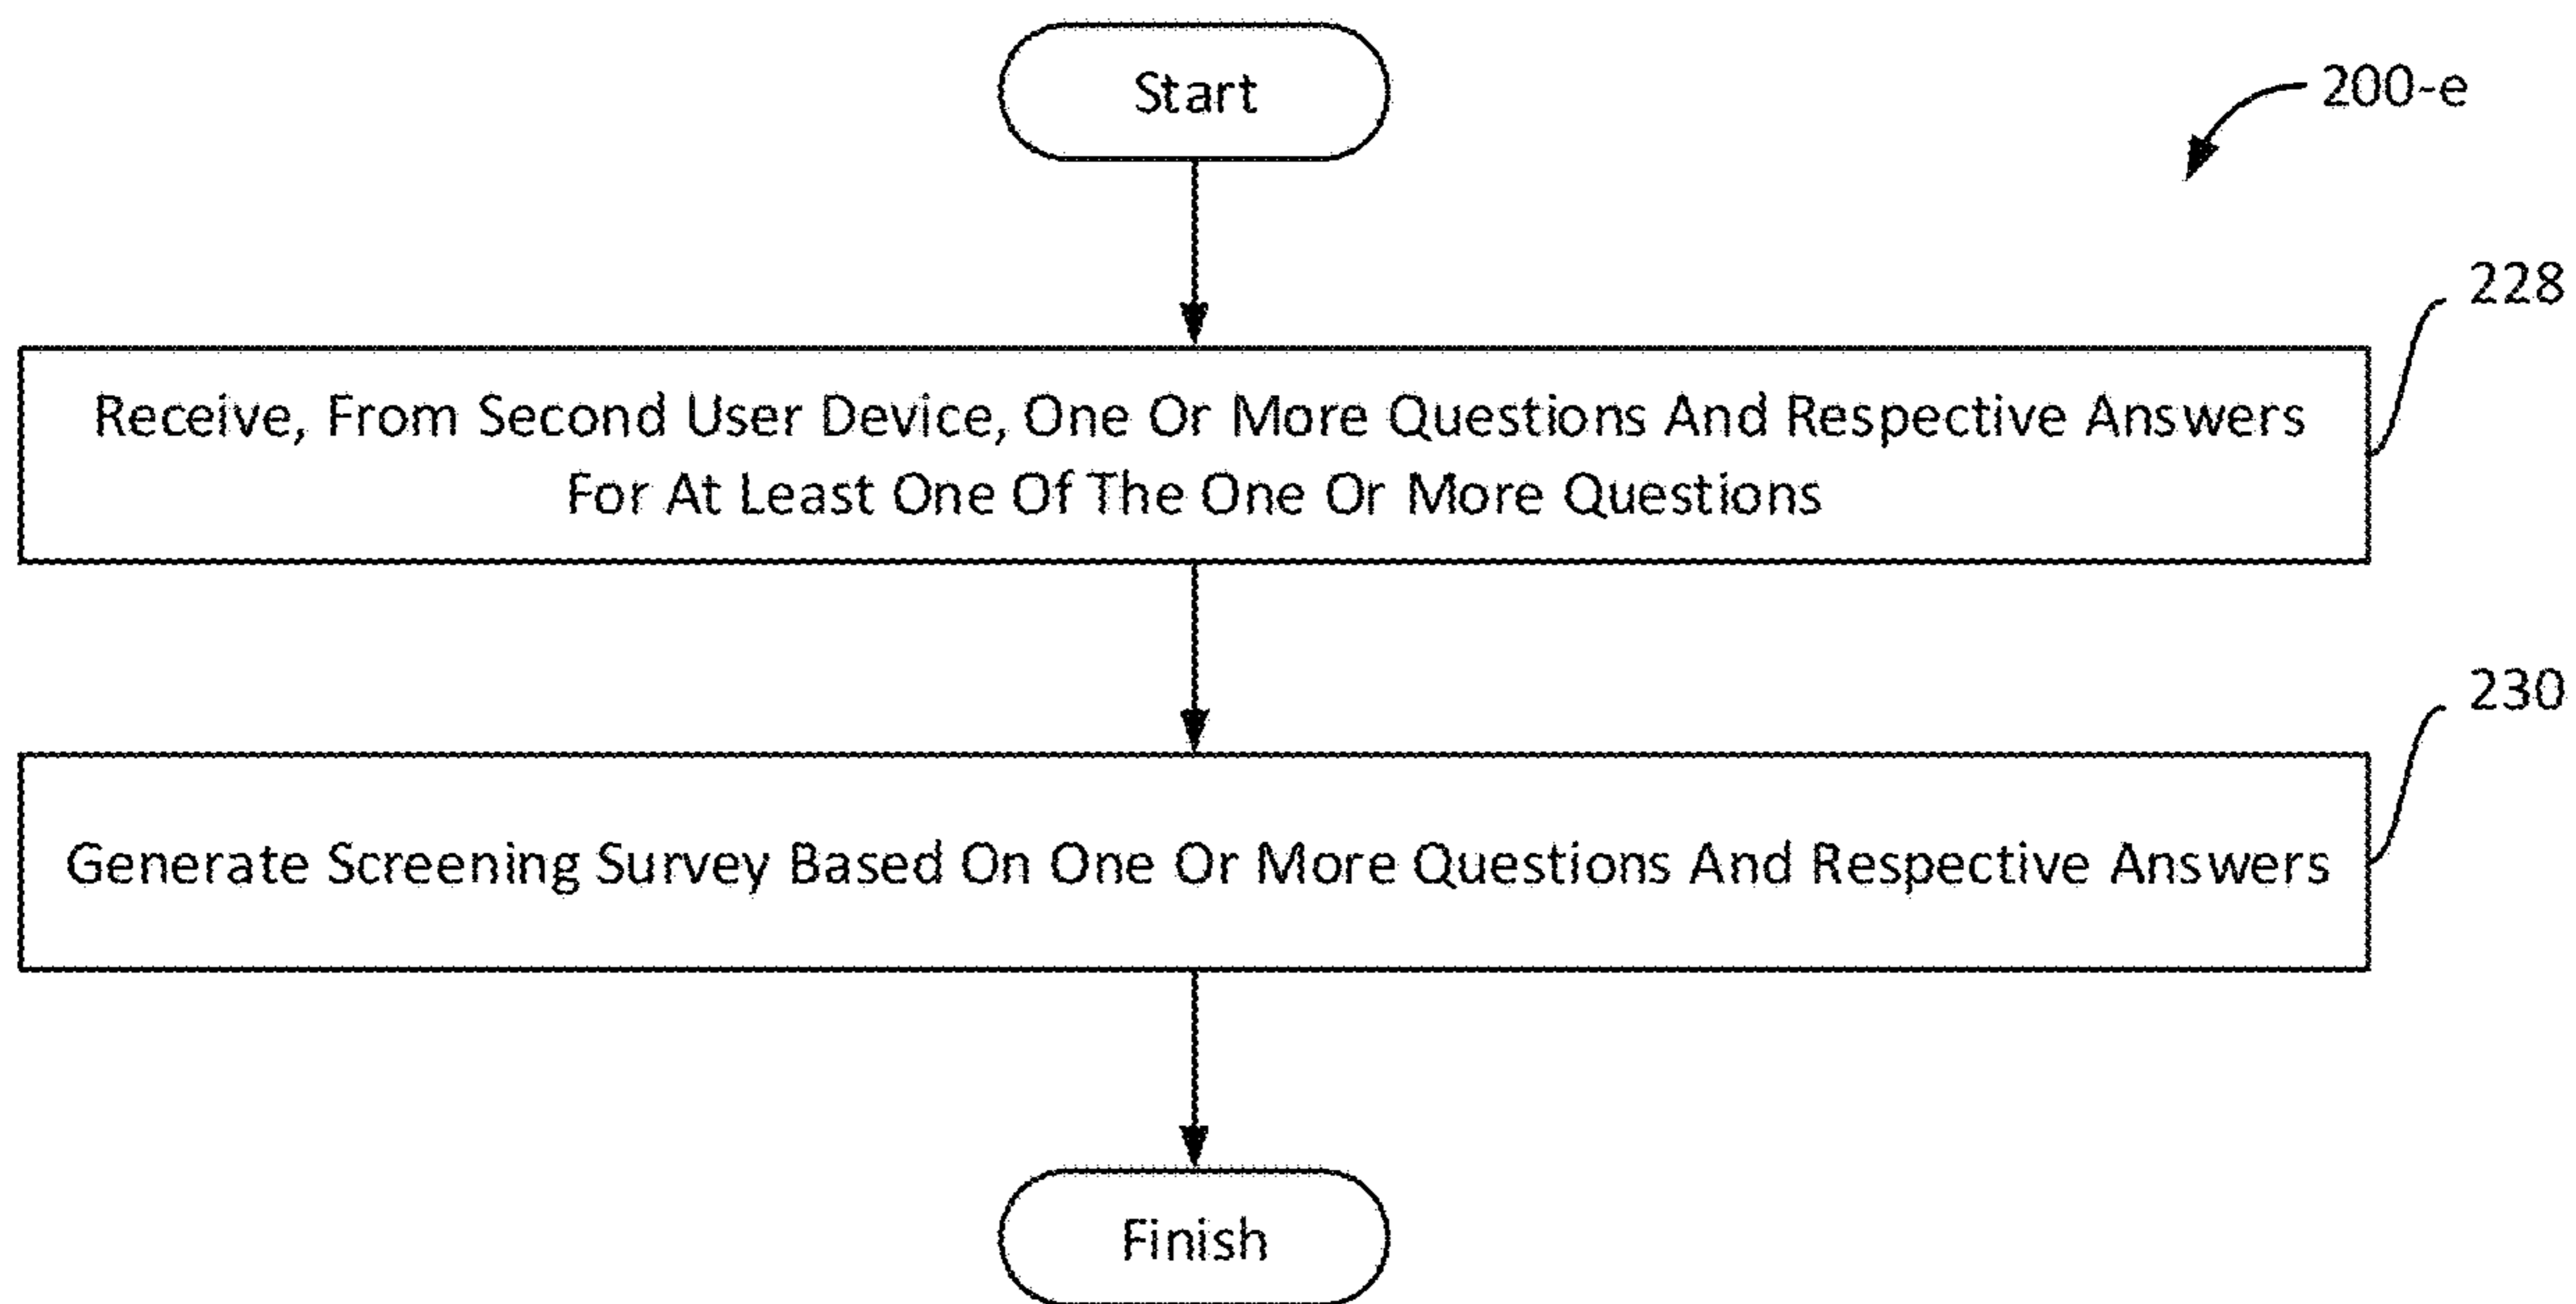 Start
200-e
228
Receive, From Second User Device, One Or More Questions And Respective Answers
For At Least One Of The One Or More Questions
230
Generate Screening Survey Based On One Or More Questions And Respective Answers
Finish